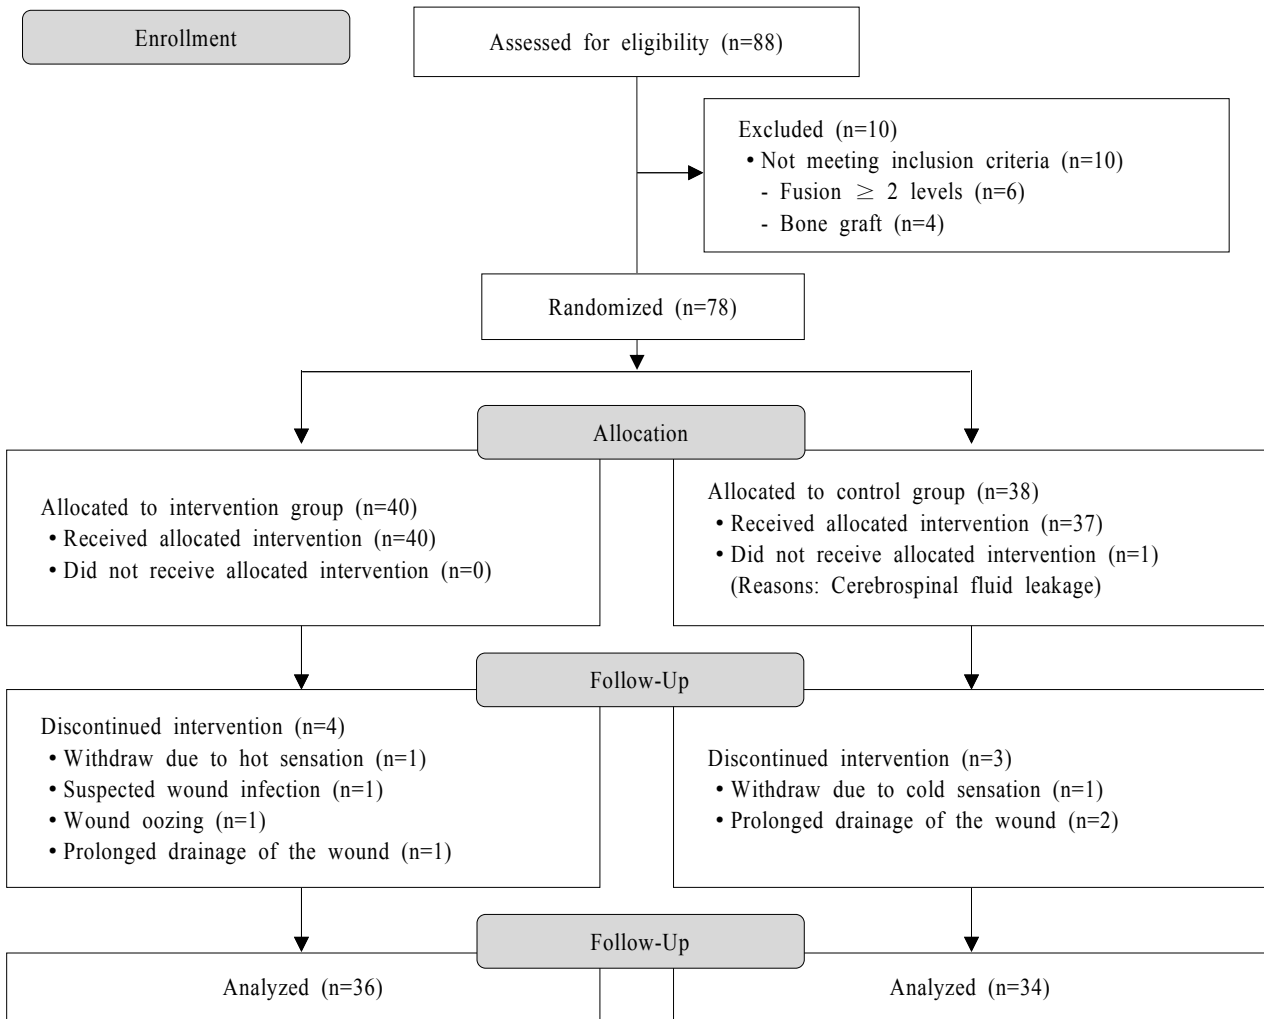 Enrollment
Assessed for eligibility (n=88)
Excluded (n=10)
• Not meeting inclusion criteria (n=10)
- Fusion ≥ 2 levels (n=6)
- Bone graft (n=4)
Randomized (n=78)
Allocation
Allocated to intervention group (n=40)
• Received allocated intervention (n=40)
• Did not receive allocated intervention (n=0)
Allocated to control group (n=38)
• Received allocated intervention (n=37)
• Did not receive allocated intervention (n=1)
(Reasons: Cerebrospinal fluid leakage)
Follow-Up
Discontinued intervention (n=4)
• Withdraw due to hot sensation (n=1)
• Suspected wound infection (n=1)
• Wound oozing (n=1)
• Prolonged drainage of the wound (n=1)
Discontinued intervention (n=3)
• Withdraw due to cold sensation (n=1)
• Prolonged drainage of the wound (n=2)
Follow-Up
Analyzed (n=36)
Analyzed (n=34)